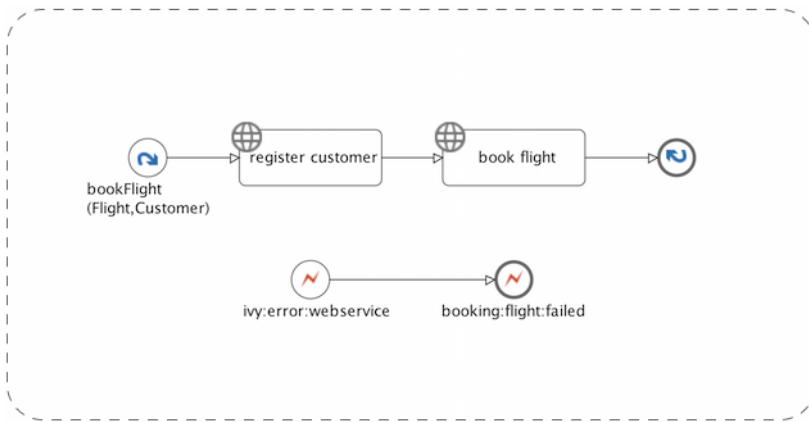 register customer
book flight
bookFlight
(Flight,Customer)
ivy:error:webservice
booking:flight:failed